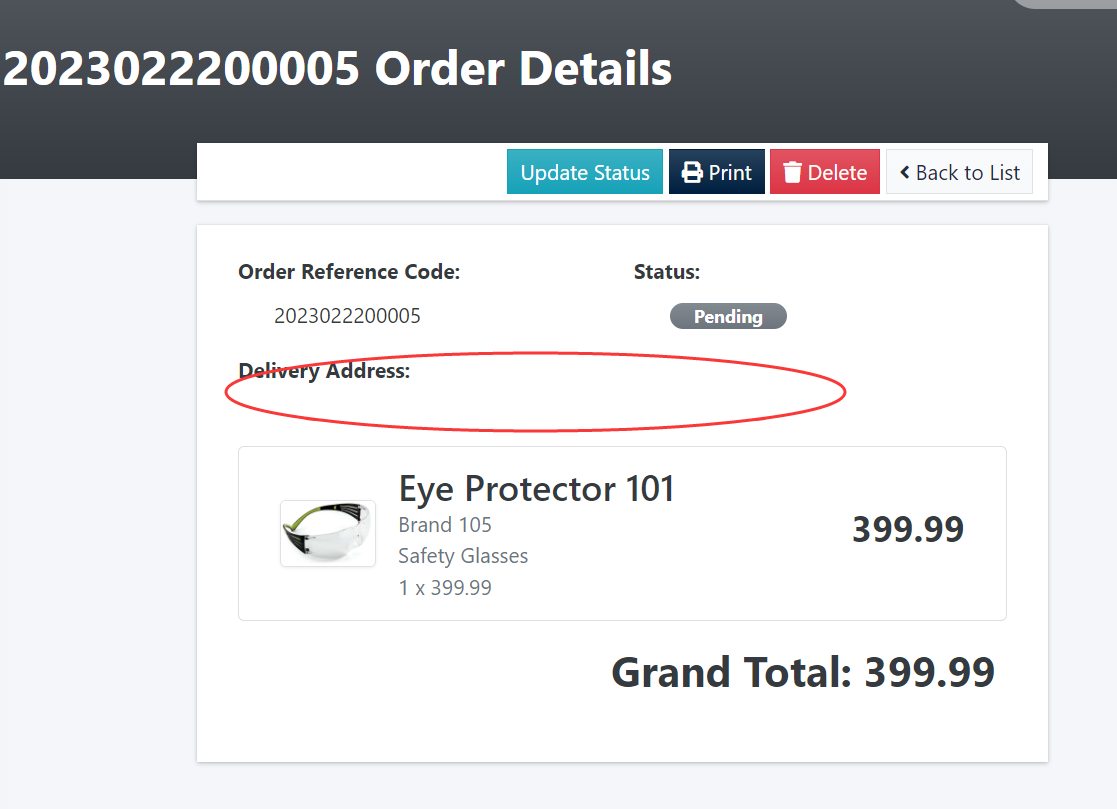 2023022200005 Order Details
Update Status Print Delete Back to List
Order Reference Code: Status:
2023022200005 Pending
Delivery Address:
Eye Protector 101
Brand 105
Safety Glasses
1 x 399.99
399.99
Grand Total: 399.99